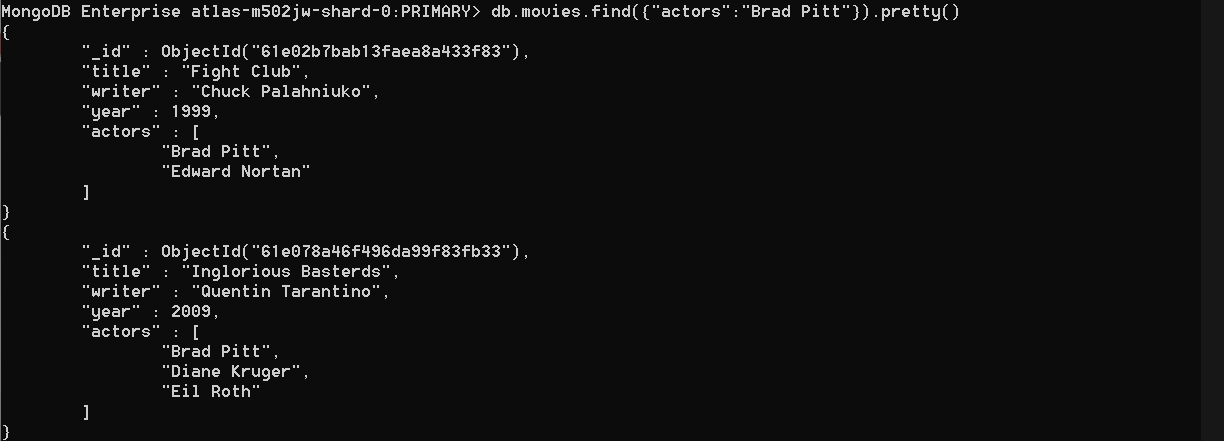 MongoDB Enterprise atlas-m502jw-shard-0:PRIMARY> db.movies.find({"actors":"Brad Pitt"}).pretty()
{
        "_id" : ObjectId("61e02b7bab13faea8a433f83"),
        "title" : "Fight Club",
        "writer" : "Chuck Palahniuko",
        "year" : 1999,
        "actors" : [
                "Brad Pitt",
                "Edward Nortan"
        ]
}
{
        "_id" : ObjectId("61e078a46f496da99f83fb33"),
        "title" : "Inglorious Basterds",
        "writer" : "Quentin Tarantino",
        "year" : 2009,
        "actors" : [
                "Brad Pitt",
                "Diane Kruger",
                "Eil Roth"
        ]
}